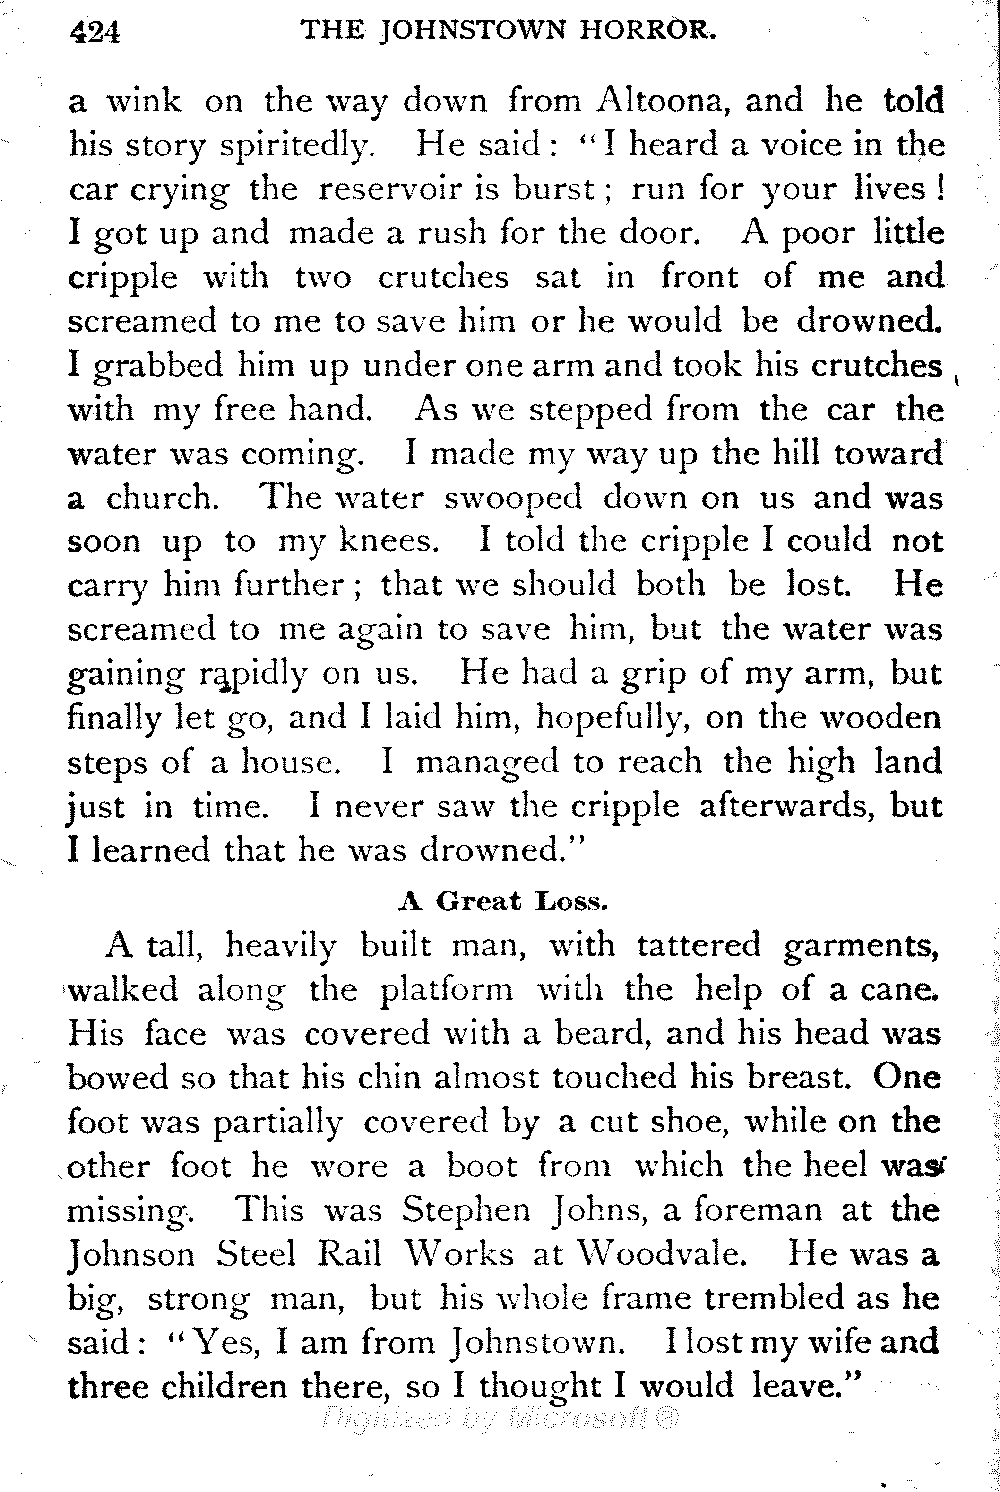 424 THE JOHNSTOWN HORROR.
a wink on the way down from Altoona, and he told
his story spiritedly. He said : "I heard a voice in the
car crying the reservoir is burst ; run for your lives !
I got up and made a rush for the door. A poor little
cripple with two crutches sat in front of me and
screamed to me to save him or he would be drowned.
I grabbed him up under one arm and took his crutches
with my free hand. As we stepped from the car the
water was coming. I made my way up the hill toward
a church. The water swooped down on us and was
soon up to my knees. I told the cripple I could not
carry him further ; that we should both be lost. He
screamed to me again to save him, but the water was
gaining rapidly on us. He had a grip of my arm, but
finally let go, and I laid him, hopefully, on the wooden
steps of a house. I managed to reach the high land
just in time. I never saw the cripple afterwards, but
I learned that he was drowned."
A Great Loss.
A tall, heavily built man, with tattered garments,
walked along the platform with the help of a cane.
His face was covered with a beard, and his head was
bowed so that his chin almost touched his breast. One
foot was partially covered by a cut shoe, while on the
other foot he wore a boot from which the heel was
missing. This was Stephen Johns, a foreman at the
Johnson Steel Rail Works at Woodvale. He was a
big, strong man, but his whole frame trembled as he
said : "Yes, I am from Johnstown. I lost my wife and
three children there, so I thought I would leave."
Digitized by Microsoft ®